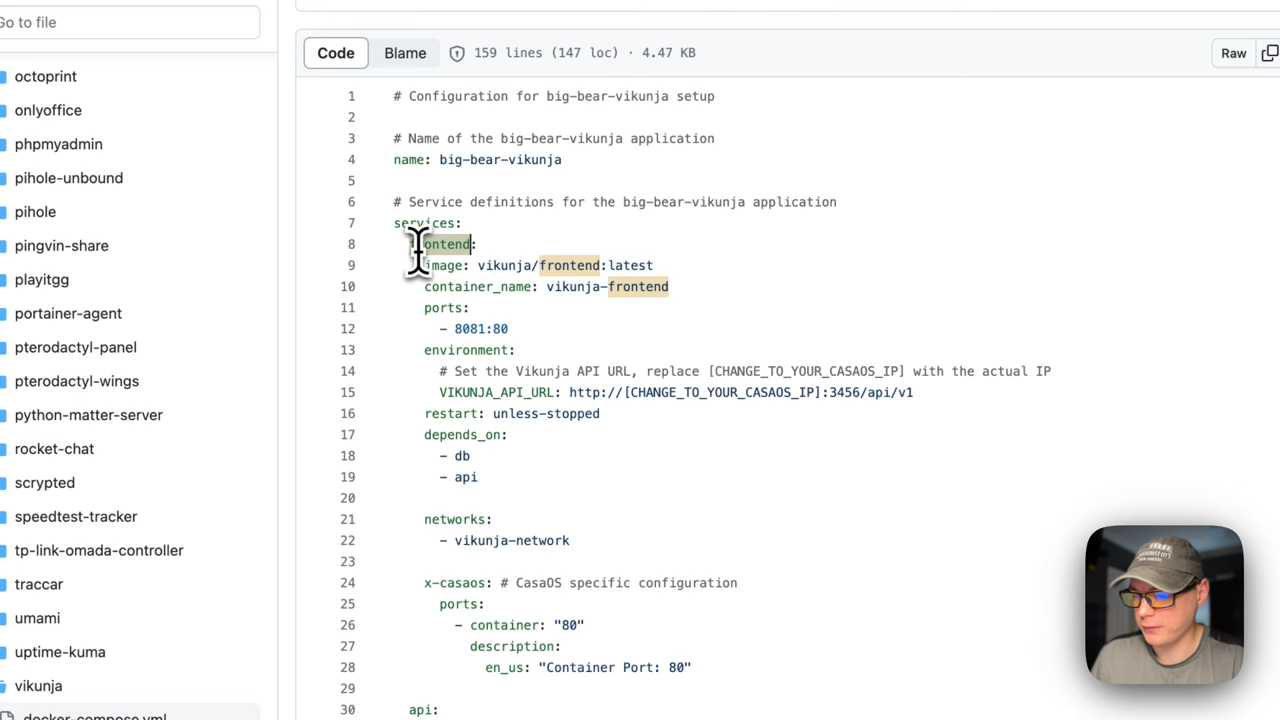 Go to file
octoprint
onlyoffice
phpmyadmin
pihole-unbound
pihole
pingvin-share
playitgg
portainer-agent
pterodactyl-panel
pterodactyl-wings
python-matter-server
rocket-chat
scrypted
speedtest-tracker
tp-link-omada-controller
traccar
umami
uptime-kuma
vikunja
docker-compose.yml
Code Blame 159 lines (147 loc) · 4.47 KB Raw
1 # Configuration for big-bear-vikunja setup
2
3 # Name of the big-bear-vikunja application
4 name: big-bear-vikunja
5
6 # Service definitions for the big-bear-vikunja application
7 services:
8 frontend:
9 image: vikunja/frontend:latest
10 container_name: vikunja-frontend
11 ports:
12 - 8081:80
13 environment:
14 # Set the Vikunja API URL, replace [CHANGE_TO_YOUR_CASAOS_IP] with the actual IP
15 VIKUNJA_API_URL: http://[CHANGE_TO_YOUR_CASAOS_IP]:3456/api/v1
16 restart: unless-stopped
17 depends_on:
18 - db
19 - api
20
21 networks:
22 - vikunja-network
23
24 x-casaos: # CasaOS specific configuration
25 ports:
26 - container: "80"
27 description:
28 en_us: "Container Port: 80"
29
30 api: